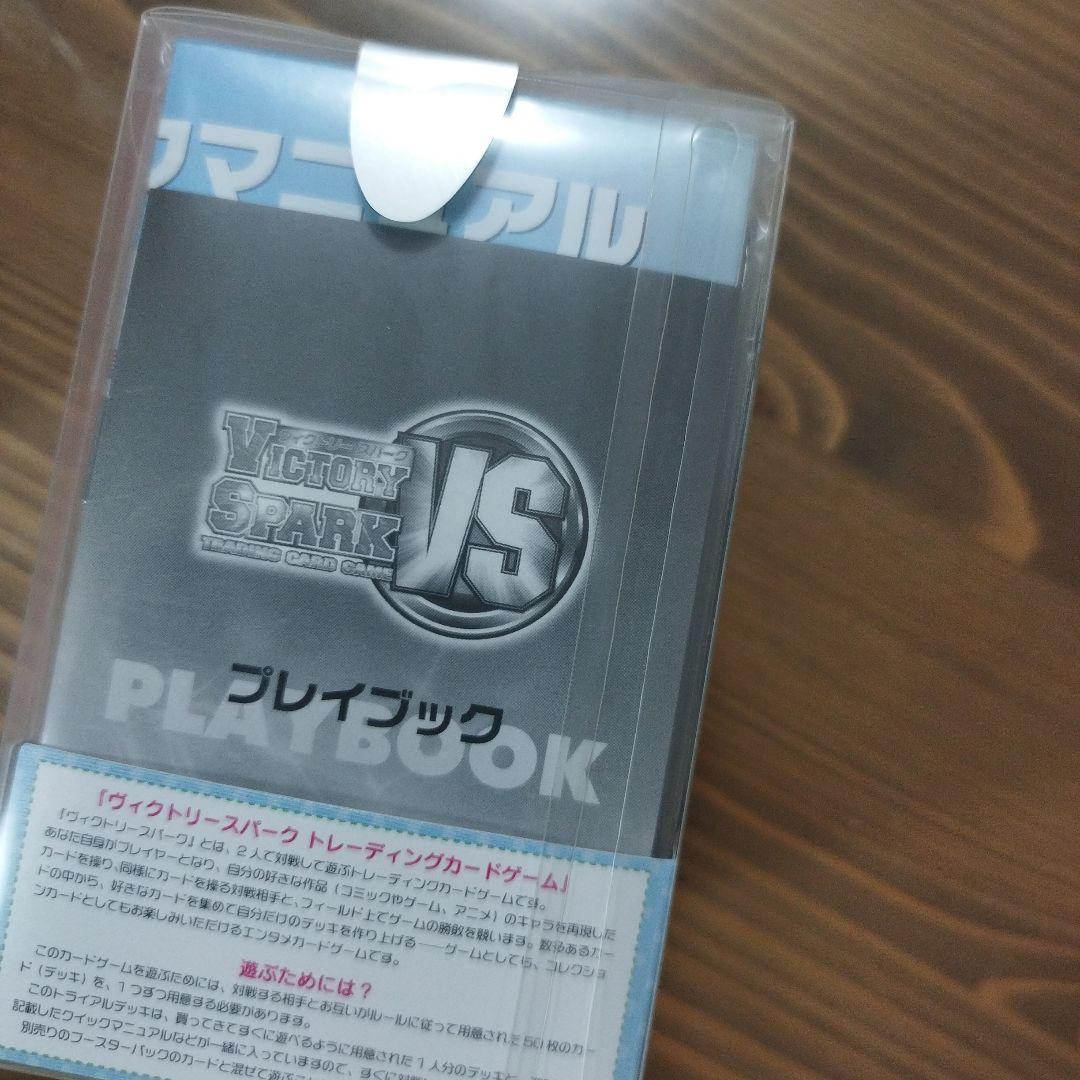 クマニュアル
ヴィクトリースパーク
VICTORY
SPARK
TRADING CARD GAME
VS
プレイブック
PLAYBOOK
「ヴィクトリースパーク トレーディングカードゲーム」
「ヴィクトリースパーク」とは、2人で対戦して遊ぶトレーディングカードゲームです。
あなた自身がプレイヤーとなり、自分の好きな作品（コミックやゲーム、アニメ）のキャラを再現した
カードを操り、同様にカードを操る対戦相手と、フィールド上でゲームの勝敗を競います。数あるカー
ドの中から、好きなカードを集めて自分だけのデッキを作り上げる――ゲームとしても、コレクショ
ンカードとしてもお楽しみいただけるエンタメカードゲームです。
遊ぶためには？
このカードゲームを遊ぶためには、対戦する相手とお互いがルールに従って用意された50枚のカー
ド（デッキ）を、1つずつ用意する必要があります。
このトライアルデッキは、買ってきてすぐに遊べるように用意された1人分のデッキと、
記載したクイックマニュアルなどが一緒に入っていますので、すぐに対戦
別売りのブースターパックのカードと混ぜて遊ぶこ